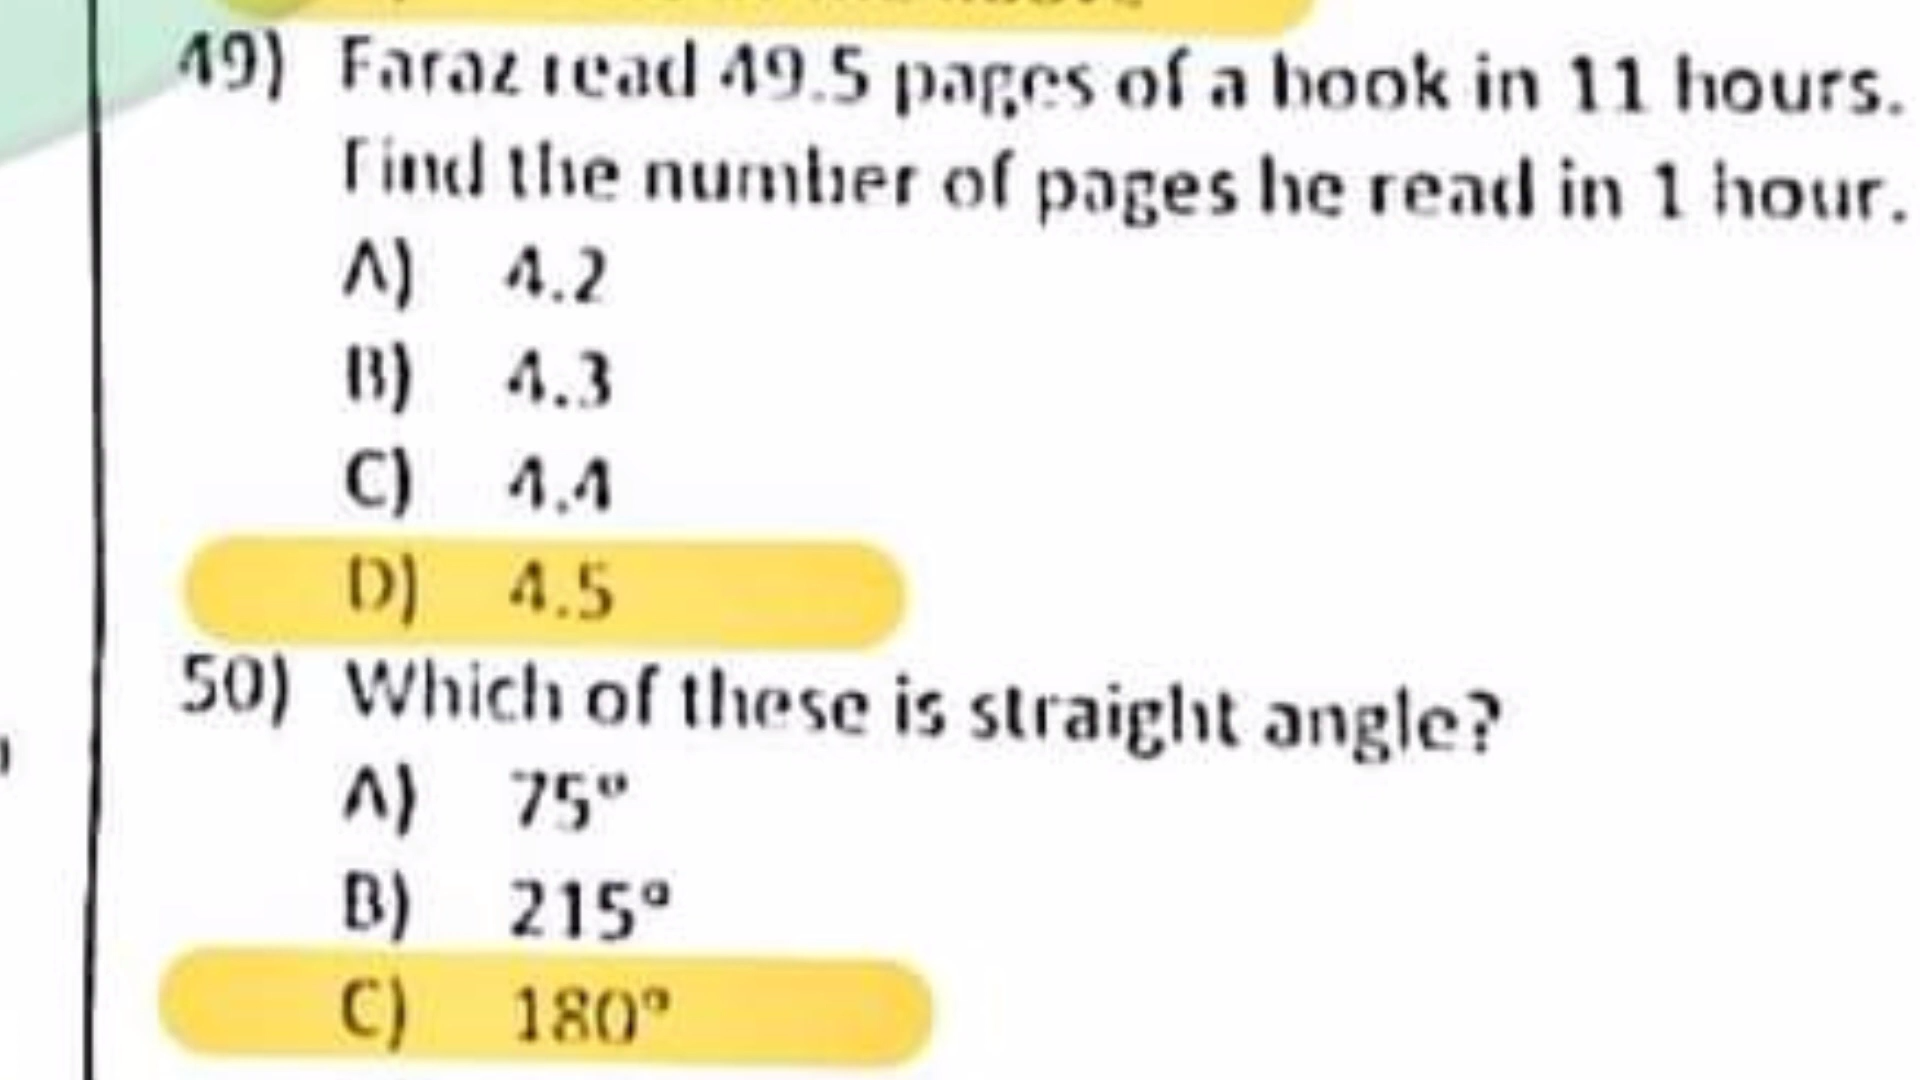 49) Faraz read 49.5 pages of a book in 11 hours.
Find the number of pages he read in 1 hour.
A) 4.2
B) 4.3
C) 4.4
D) 4.5
50) Which of these is straight angle?
A) 75°
B) 215°
C) 180°